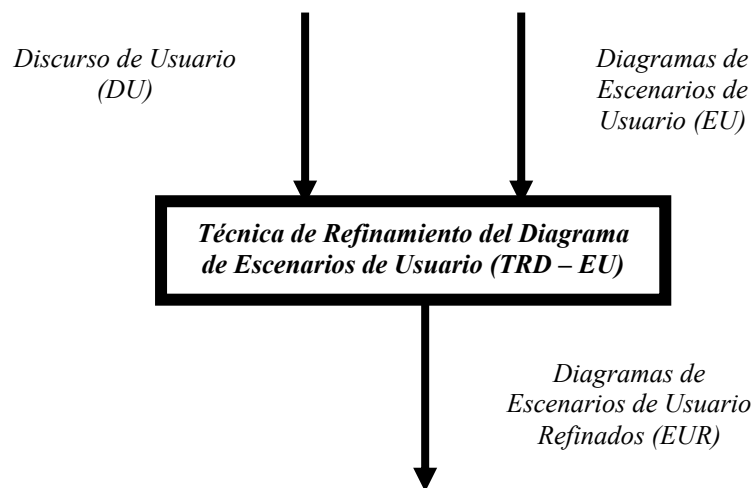 Discurso de Usuario
(DU)
Diagramas de
Escenarios de
Usuario (EU)
Técnica de Refinamiento del Diagrama
de Escenarios de Usuario (TRD – EU)
Diagramas de
Escenarios de Usuario
Refinados (EUR)